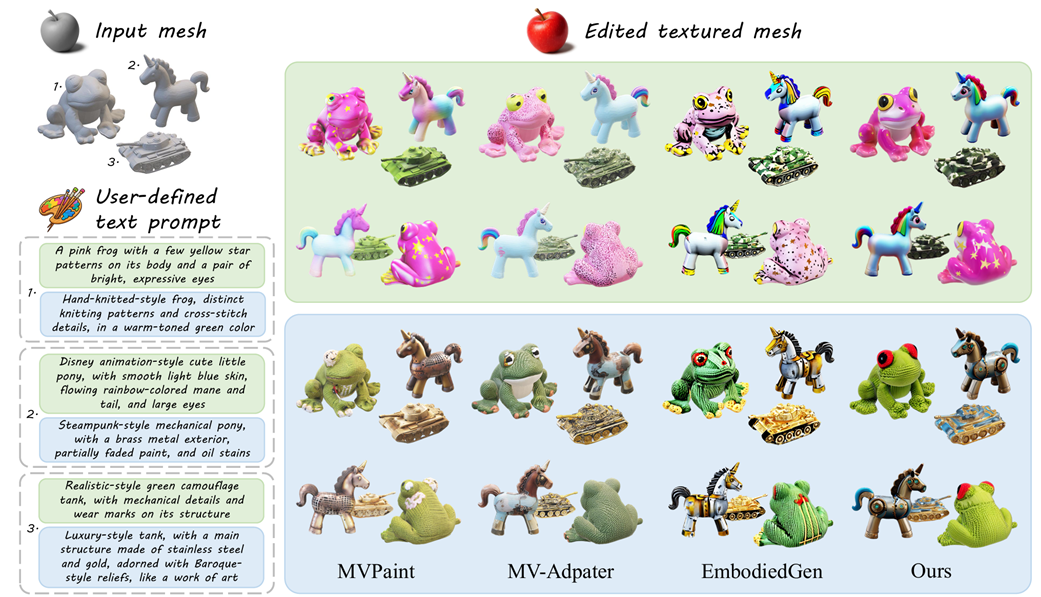 Input mesh
Edited textured mesh
2.
1.
3.
User-defined
text prompt
1.
A pink frog with a few yellow star
patterns on its body and a pair of
bright, expressive eyes
Hand-knitted-style frog, distinct
knitting patterns and cross-stitch
details, in a warm-toned green color
2.
Disney animation-style cute little
pony, with smooth light blue skin,
flowing rainbow-colored mane and
tail, and large eyes
Steampunk-style mechanical pony,
with a brass metal exterior,
partially faded paint, and oil stains
3.
Realistic-style green camouflage
tank, with mechanical details and
wear marks on its structure
Luxury-style tank, with a main
structure made of stainless steel
and gold, adorned with Baroque-
style reliefs, like a work of art
MVPaint
MV-Adpater
EmbodiedGen
Ours